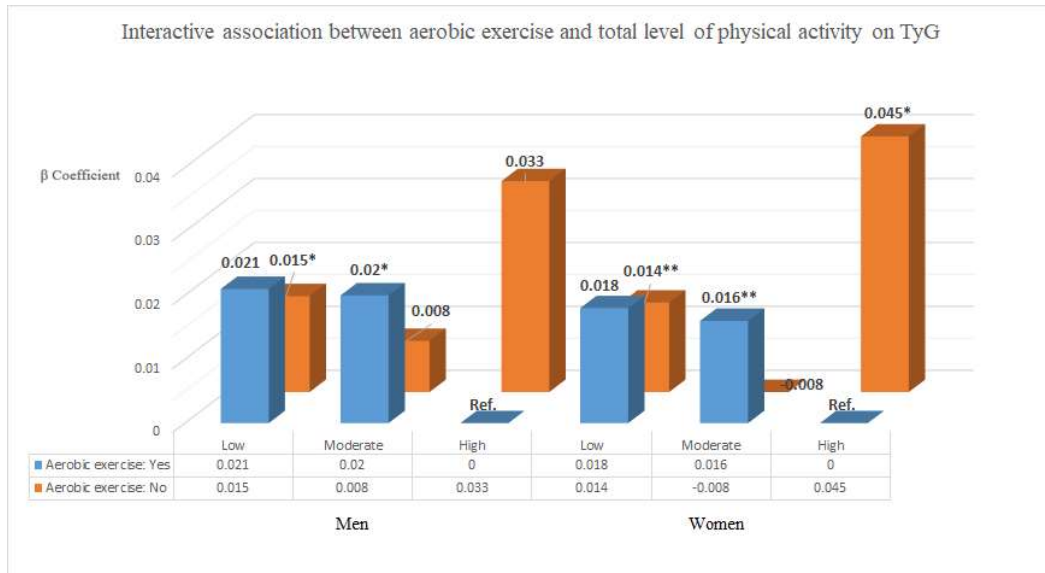 Interactive association between aerobic exercise and total level of physical activity on TyG
β Coefficient
0.04
0.03
0.02
0.01
0
0.021
0.015*
0.02*
0.008
Ref.
0.033
0.018
0.014**
0.016**
-0.008
Ref.
0.045*
Low Moderate High Low Moderate High
Aerobic exercise: Yes 0.021 0.02 0 0.018 0.016 0
Aerobic exercise: No 0.015 0.008 0.033 0.014 -0.008 0.045
Men Women